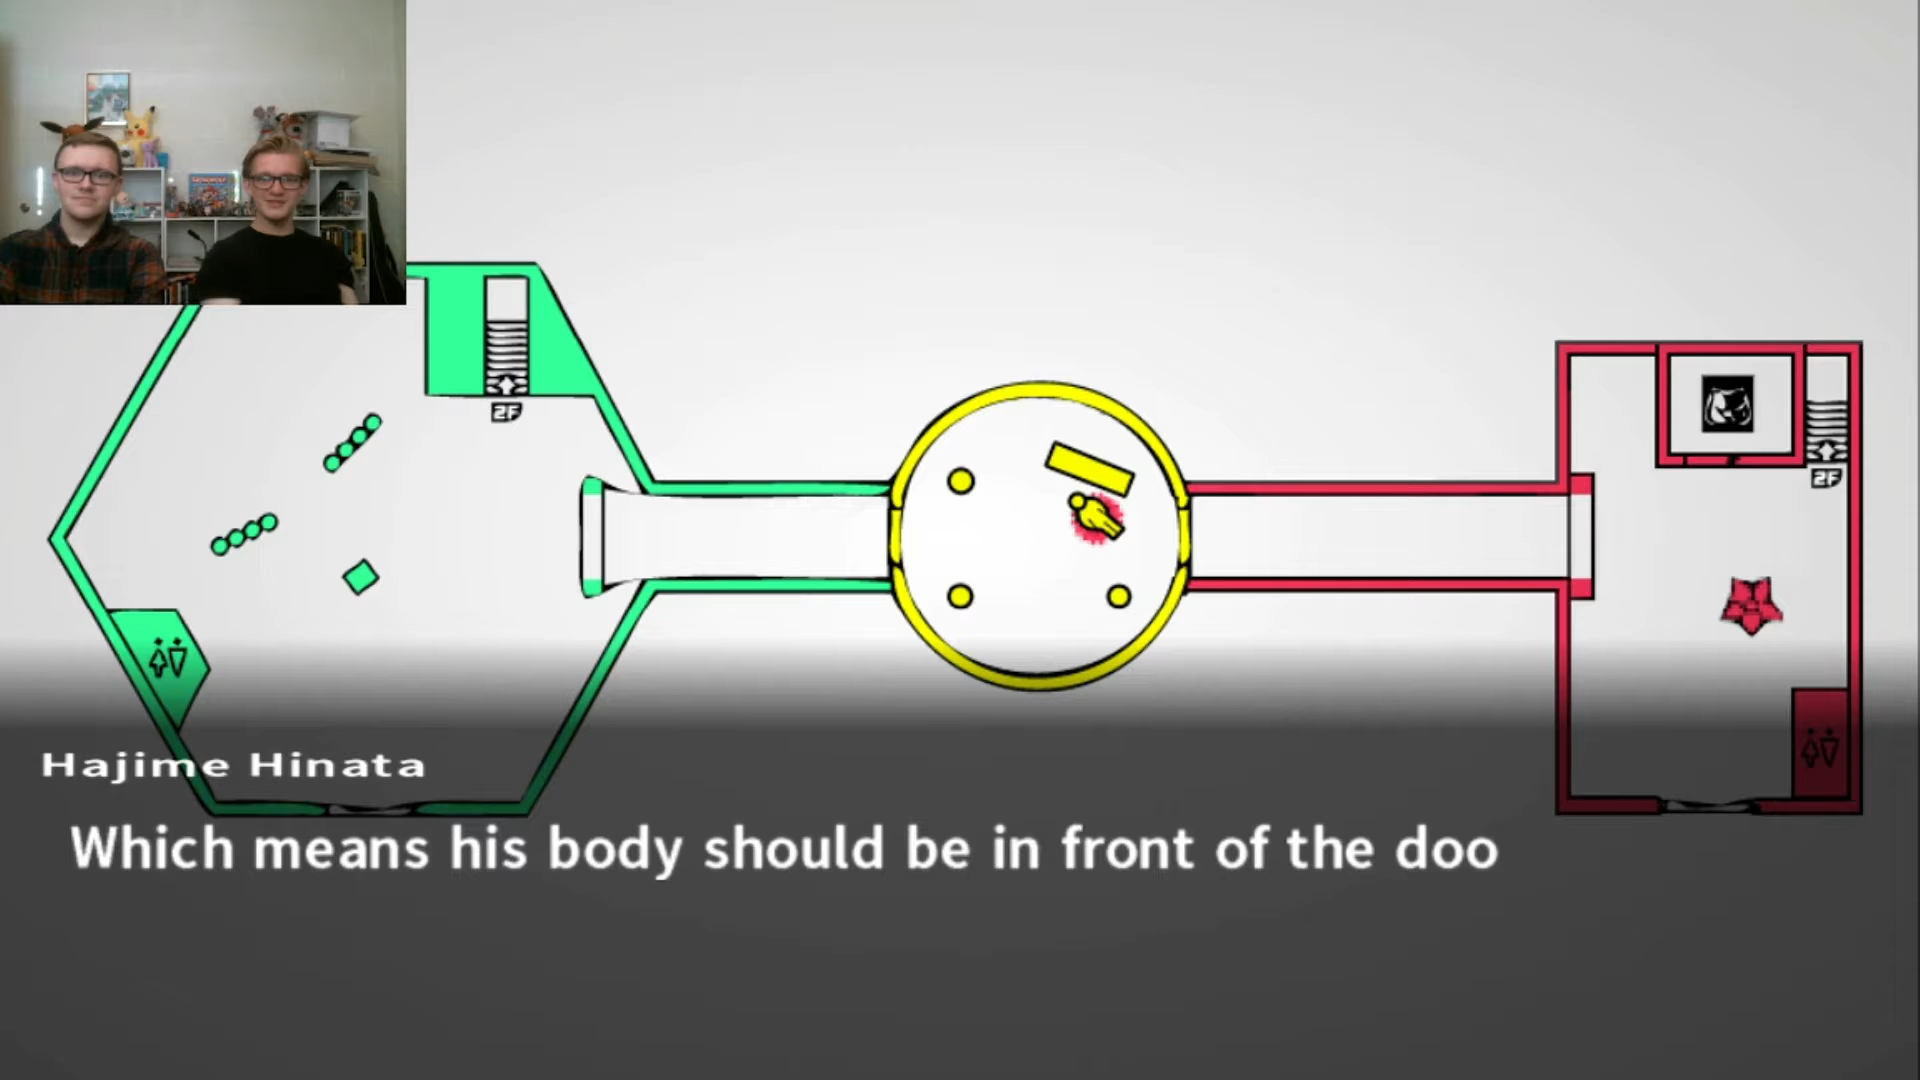 2F
2F
Hajime Hinata
Which means his body should be in front of the doo